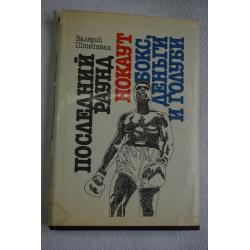 Валерий
Штейнбах
ПОСЛЕДНИЙ
РАУНД
НОКАУТ
БОКС,
ДЕНЬГИ
И ГОЛУБИ